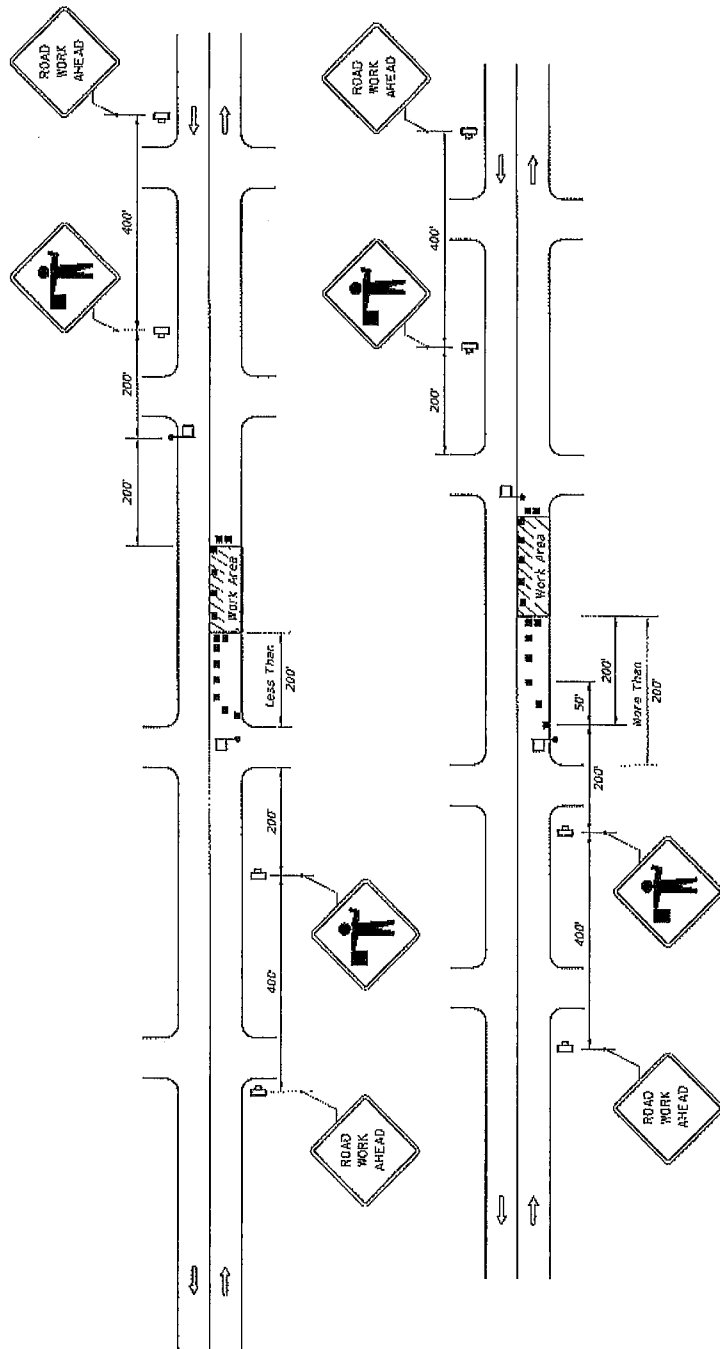 ROAD
WORK
AHEAD
400'
200'
200'
Work Area
Less Than
200'
200'
400'
ROAD
WORK
AHEAD
ROAD
WORK
AHEAD
400'
200'
Work Area
200'
More Than
200'
50'
200'
400'
ROAD
WORK
AHEAD